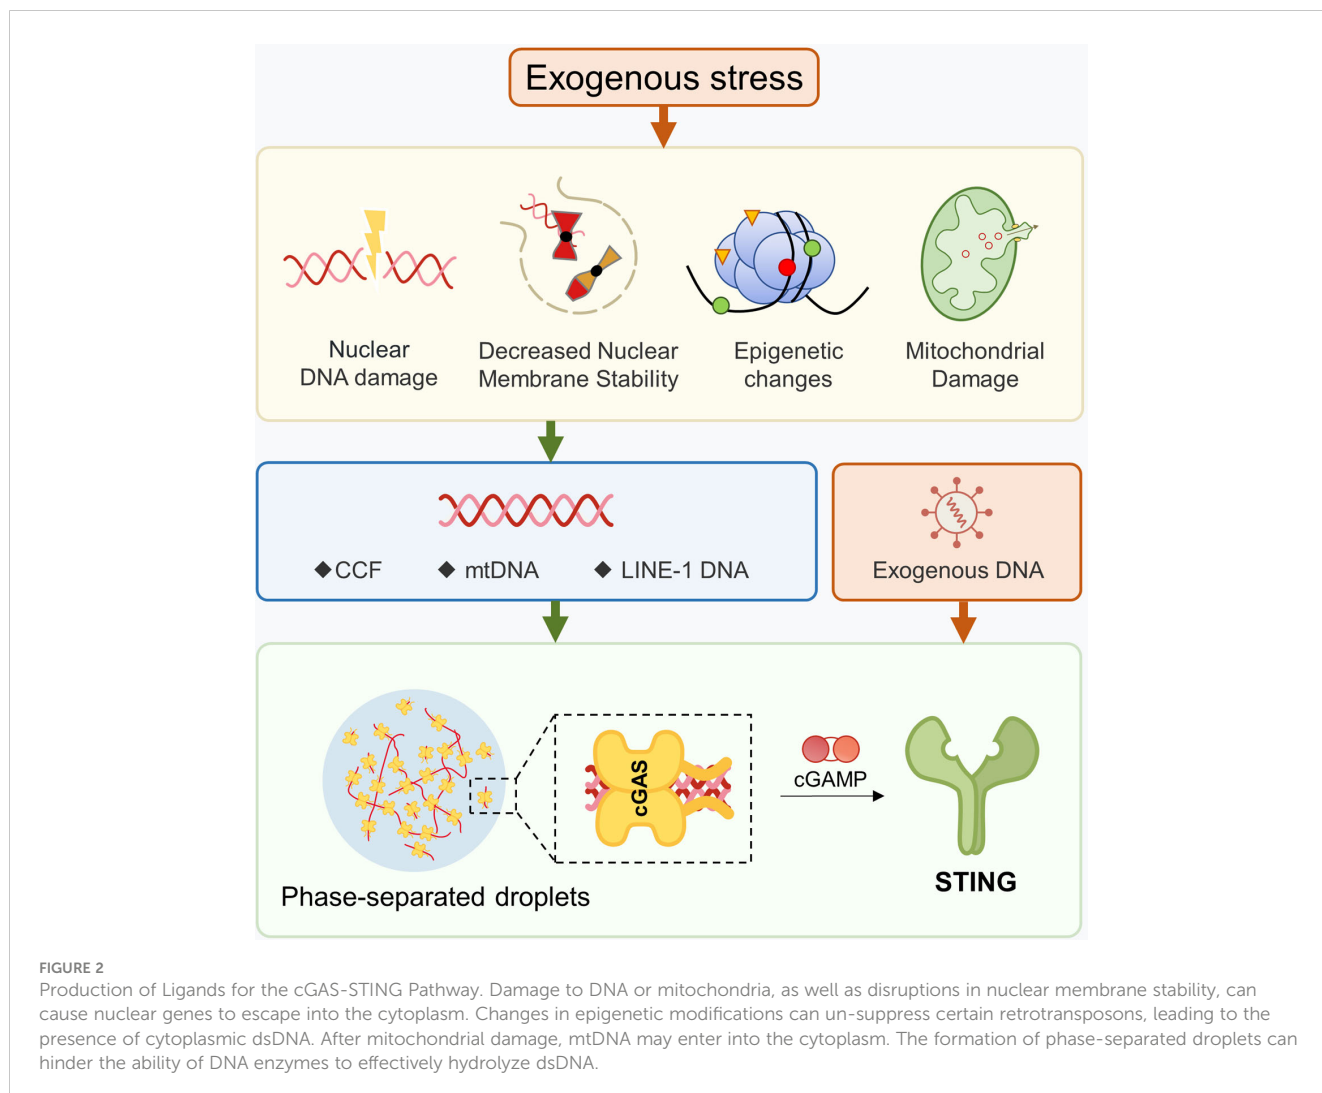 Exogenous stress
Nuclear
DNA damage
Decreased Nuclear
Membrane Stability
Epigenetic
changes
Mitochondrial
Damage
◆CCF
◆ mtDNA
◆ LINE-1 DNA
Exogenous DNA
cGAS
cGAMP
STING
Phase-separated droplets
FIGURE 2
Production of Ligands for the cGAS-STING Pathway. Damage to DNA or mitochondria, as well as disruptions in nuclear membrane stability, can
cause nuclear genes to escape into the cytoplasm. Changes in epigenetic modifications can un-suppress certain retrotransposons, leading to the
presence of cytoplasmic dsDNA. After mitochondrial damage, mtDNA may enter into the cytoplasm. The formation of phase-separated droplets can
hinder the ability of DNA enzymes to effectively hydrolyze dsDNA.